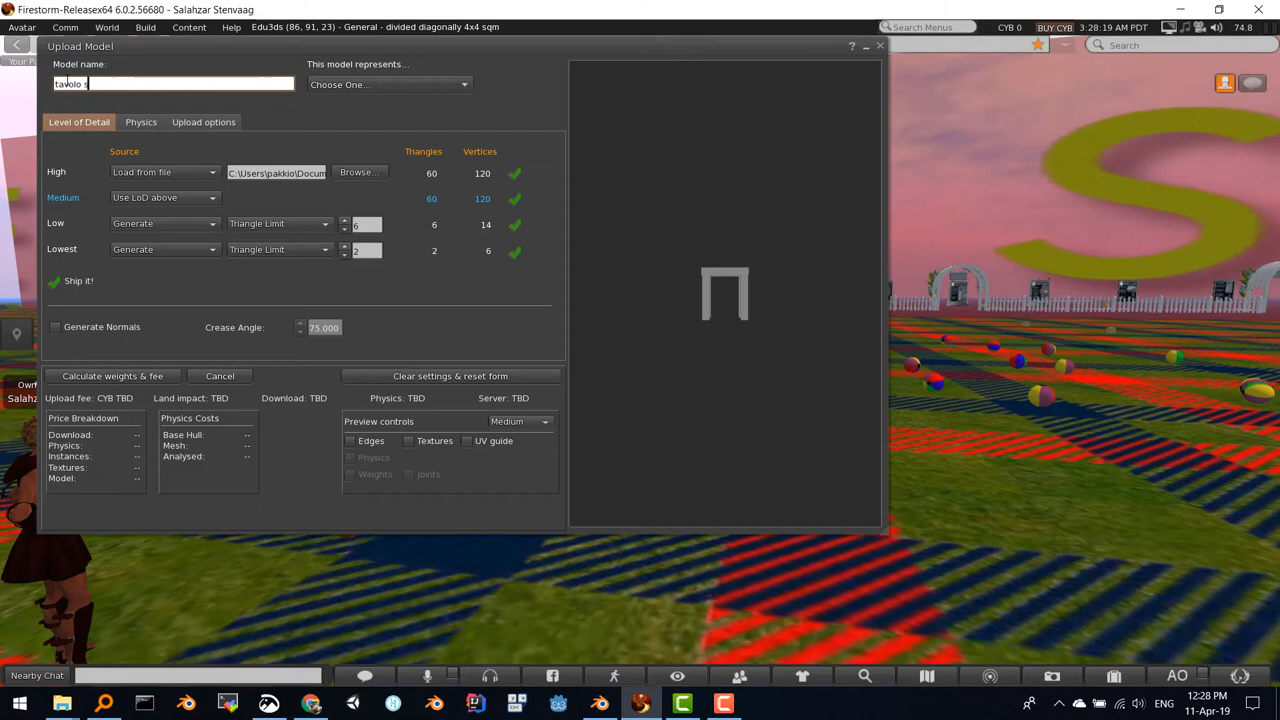 Firestorm-Releasex64 6.0.2.56680 - Salahzar Stenvaag
Avatar Comm World Build Content Help Edu3ds (86, 91, 23) - General - divided diagonally 4x4 sqm Search Menus CYB 0 BUY CYB 3:28:19 AM PDT 74.8
Upload Model
Search
Your P
Model name:
This model represents...
tavolo s
Choose One...
Level of Detail Physics Upload options
Source Triangles Vertices
High Load from file C:\Users\pakkio\Docum Browse... 60 120
Medium Use LoD above 60 120
Low Generate Triangle Limit 6 6 14
Lowest Generate Triangle Limit 2 2 6
Ship it!
Generate Normals Crease Angle: 75.000
Calculate weights & fee Cancel Clear settings & reset form
Upload fee: CYB TBD Land impact: TBD Download: TBD Physics: TBD Server: TBD
Price Breakdown
Download: --
Physics: --
Instances: --
Textures: --
Model: --
Physics Costs
Base Hull: --
Mesh: --
Analysed: --
Preview controls Medium
Edges Textures UV guide
Physics
Weights Joints
Own
Salahz
S
Nearby Chat
AO
ENG
12:28 PM
11-Apr-19